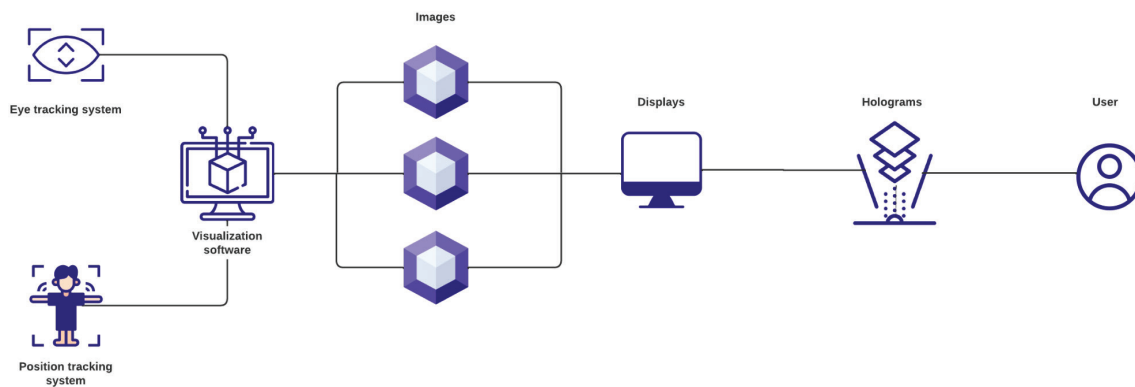 Images
Eye tracking system
Displays
Holograms
User
Visualization
software
Position tracking
system